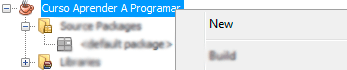 Curso Aprender A Programar
New
Source Packages
<default package>
Build
Libraries